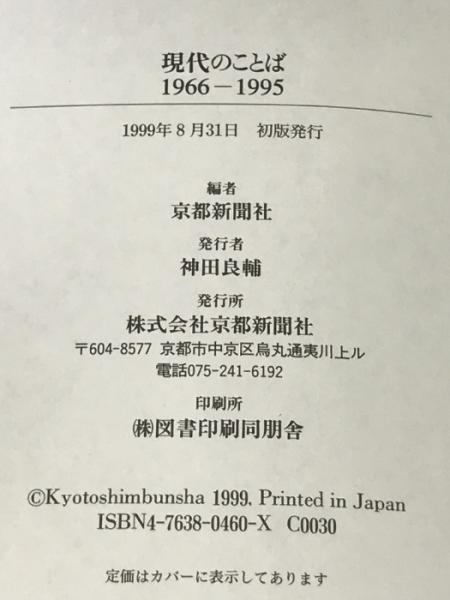 現代のことば
1966－1995
1999年8月31日　初版発行
編者
京都新聞社
発行者
神田良輔
発行所
株式会社京都新聞社
〒604-8577 京都市中京区烏丸通夷川上ル
電話075-241-6192
印刷所
㈱図書印刷同朋舎
©Kyotoshimbunsha 1999. Printed in Japan
ISBN4-7638-0460-X C0030
定価はカバーに表示してあります